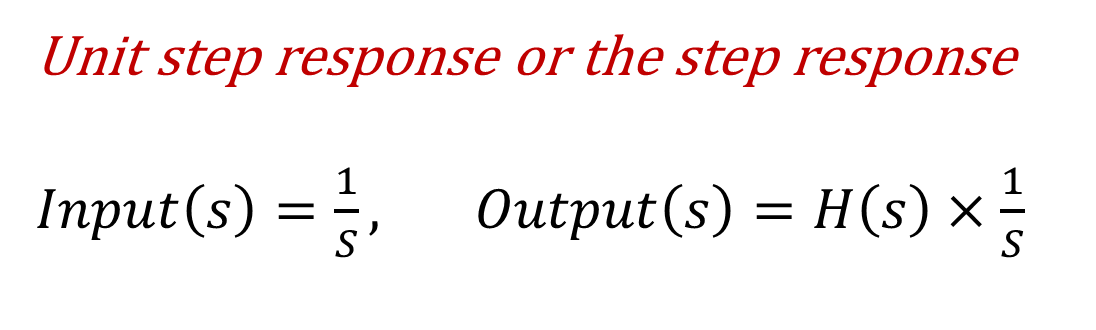 Unit step response or the step response
Input(s) = 1/s,   Output(s) = H(s) × 1/s